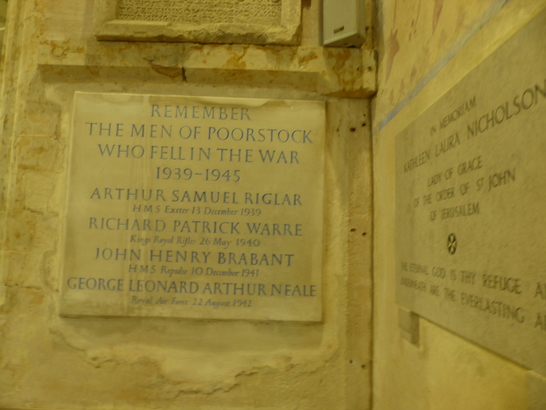 REMEMBER
THE MEN OF POORSTOCK
WHO FELL IN THE WAR
1939-1945
ARTHUR SAMUEL RIGLAR
HMS Exeter 13 December 1939
RICHARD PATRICK WARRE
Kings Royal Rifles 26 May 1940
JOHN HENRY BRABANT
HMS Repulse 10 December 1941
GEORGE LEONARD ARTHUR NEALE
Royal Air Force 22 August 1942
IN MEMORIAM
KATHLEEN LAURA NICHOLSON
LADY OF GRACE
OF THE ORDER OF ST JOHN
OF JERUSALEM
THE ETERNAL GOD IS THY REFUGE
UNDERNEATH ARE THE EVERLASTING